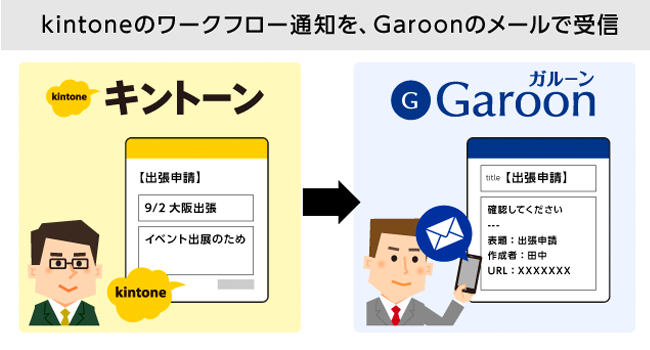 kintoneのワークフロー通知を、Garoonのメールで受信
kintone
キントーン
【出張申請】
9/2 大阪出張
イベント出展のため
kintone
ガルーン
G
Garoon
title 【出張申請】
確認してください
---
表題：出張申請
作成者：田中
URL：XXXXXXX